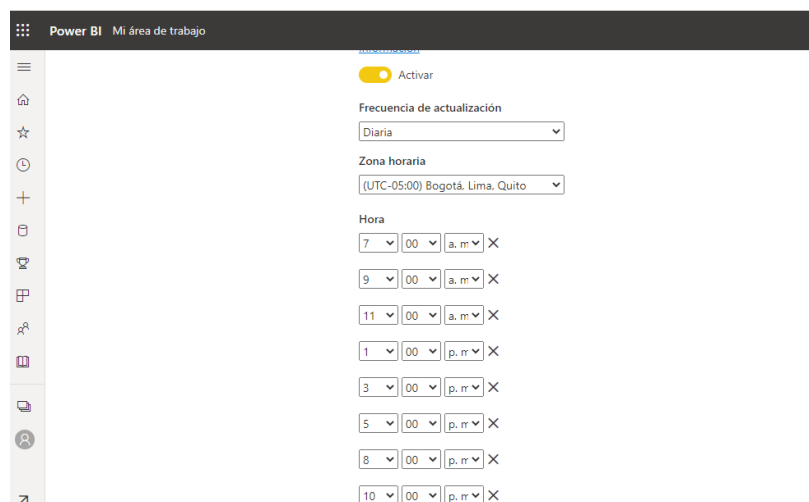 Power BI Mi área de trabajo
Información
Activar
Frecuencia de actualización
Diaria
Zona horaria
(UTC-05:00) Bogotá, Lima, Quito
Hora
7 00 a. m
9 00 a. m
11 00 a. m
1 00 p. m
3 00 p. m
5 00 p. m
8 00 p. m
10 00 p. m